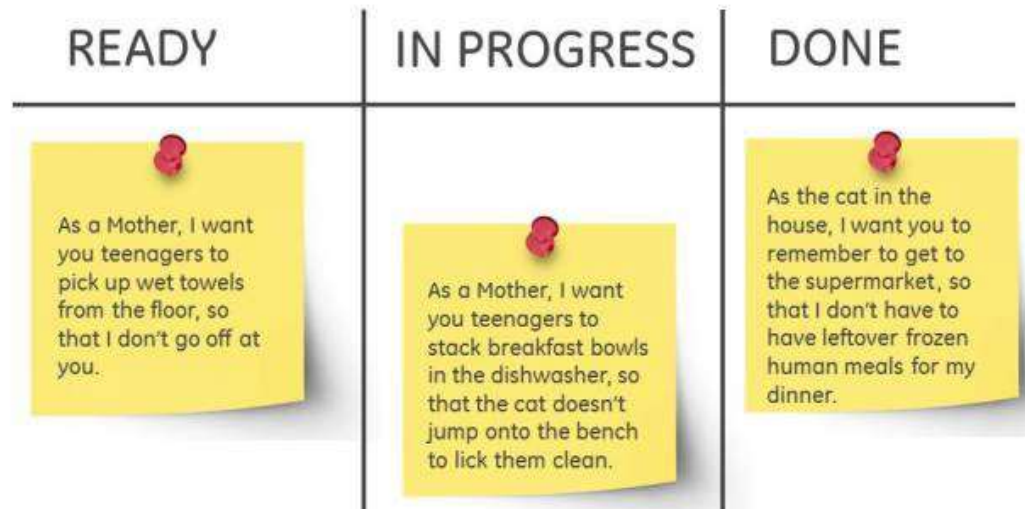 READY
IN PROGRESS
DONE
As a Mother, I want
you teenagers to
pick up wet towels
from the floor, so
that I don't go off at
you.
As a Mother, I want
you teenagers to
stack breakfast bowls
in the dishwasher, so
that the cat doesn't
jump onto the bench
to lick them clean.
As the cat in the
house, I want you to
remember to get to
the supermarket, so
that I don't have to
have leftover frozen
human meals for my
dinner.